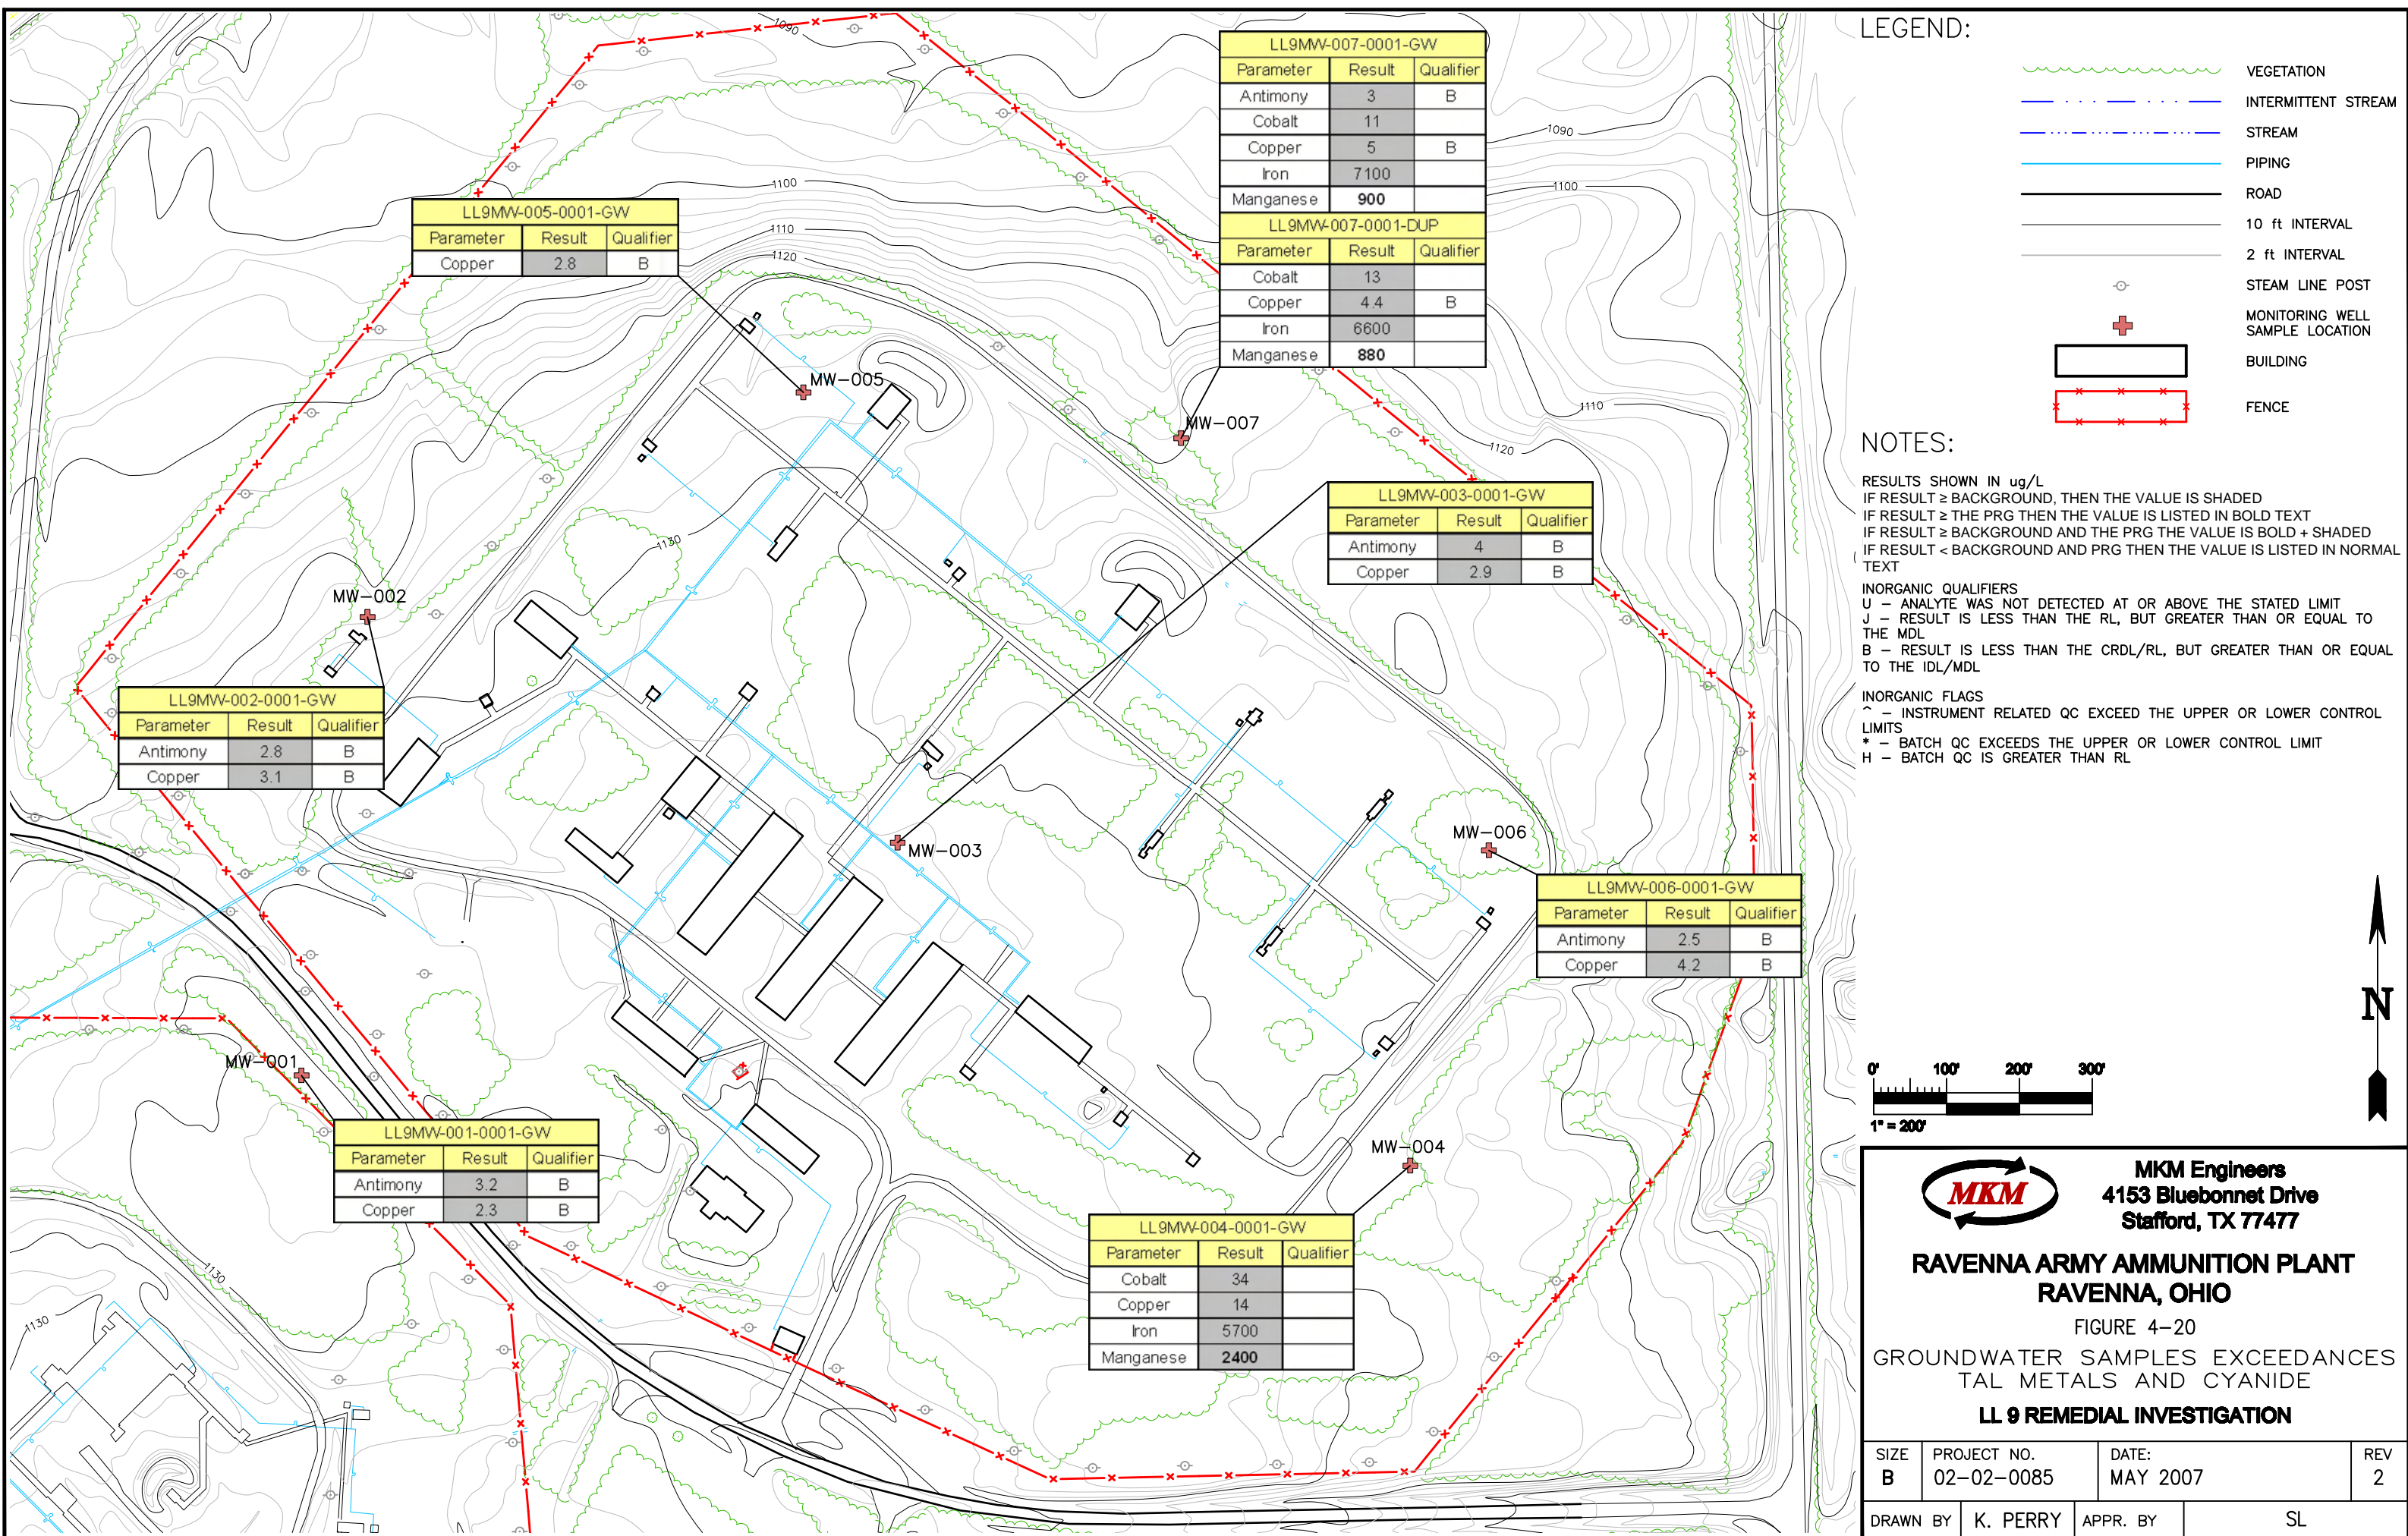 1090
LL9MW-007-0001-GW
Parameter Result Qualifier
Antimony 3 B
Cobalt 11
Copper 5 B
Iron 7100
Manganese 900
LL9MW-007-0001-DUP
Parameter Result Qualifier
Cobalt 13
Copper 4.4 B
Iron 6600
Manganese 880
1090
1100
1100
LL9MW-005-0001-GW
Parameter Result Qualifier
Copper 2.8 B
1110
1120
MW-005
MW-007
1110
1120
LL9MW-003-0001-GW
Parameter Result Qualifier
Antimony 4 B
Copper 2.9 B
1130
MW-002
LL9MW-002-0001-GW
Parameter Result Qualifier
Antimony 2.8 B
Copper 3.1 B
MW-003
MW-006
LL9MW-006-0001-GW
Parameter Result Qualifier
Antimony 2.5 B
Copper 4.2 B
MW-001
LL9MW-001-0001-GW
Parameter Result Qualifier
Antimony 3.2 B
Copper 2.3 B
MW-004
LL9MW-004-0001-GW
Parameter Result Qualifier
Cobalt 34
Copper 14
Iron 5700
Manganese 2400
1130
1130
LEGEND:
VEGETATION
INTERMITTENT STREAM
STREAM
PIPING
ROAD
10 ft INTERVAL
2 ft INTERVAL
STEAM LINE POST
MONITORING WELL
SAMPLE LOCATION
BUILDING
FENCE
NOTES:
RESULTS SHOWN IN ug/L
IF RESULT ≥ BACKGROUND, THEN THE VALUE IS SHADED
IF RESULT ≥ THE PRG THEN THE VALUE IS LISTED IN BOLD TEXT
IF RESULT ≥ BACKGROUND AND THE PRG THE VALUE IS BOLD + SHADED
IF RESULT < BACKGROUND AND PRG THEN THE VALUE IS LISTED IN NORMAL
TEXT
INORGANIC QUALIFIERS
U – ANALYTE WAS NOT DETECTED AT OR ABOVE THE STATED LIMIT
J – RESULT IS LESS THAN THE RL, BUT GREATER THAN OR EQUAL TO
THE MDL
B – RESULT IS LESS THAN THE CRDL/RL, BUT GREATER THAN OR EQUAL
TO THE IDL/MDL
INORGANIC FLAGS
^ – INSTRUMENT RELATED QC EXCEED THE UPPER OR LOWER CONTROL
LIMITS
* – BATCH QC EXCEEDS THE UPPER OR LOWER CONTROL LIMIT
H – BATCH QC IS GREATER THAN RL
N
0' 100' 200' 300'
1" = 200'
MKM
MKM Engineers
4153 Bluebonnet Drive
Stafford, TX 77477
RAVENNA ARMY AMMUNITION PLANT
RAVENNA, OHIO
FIGURE 4-20
GROUNDWATER SAMPLES EXCEEDANCES
TAL METALS AND CYANIDE
LL 9 REMEDIAL INVESTIGATION
SIZE PROJECT NO. DATE: REV
B 02-02-0085 MAY 2007 2
DRAWN BY K. PERRY APPR. BY SL